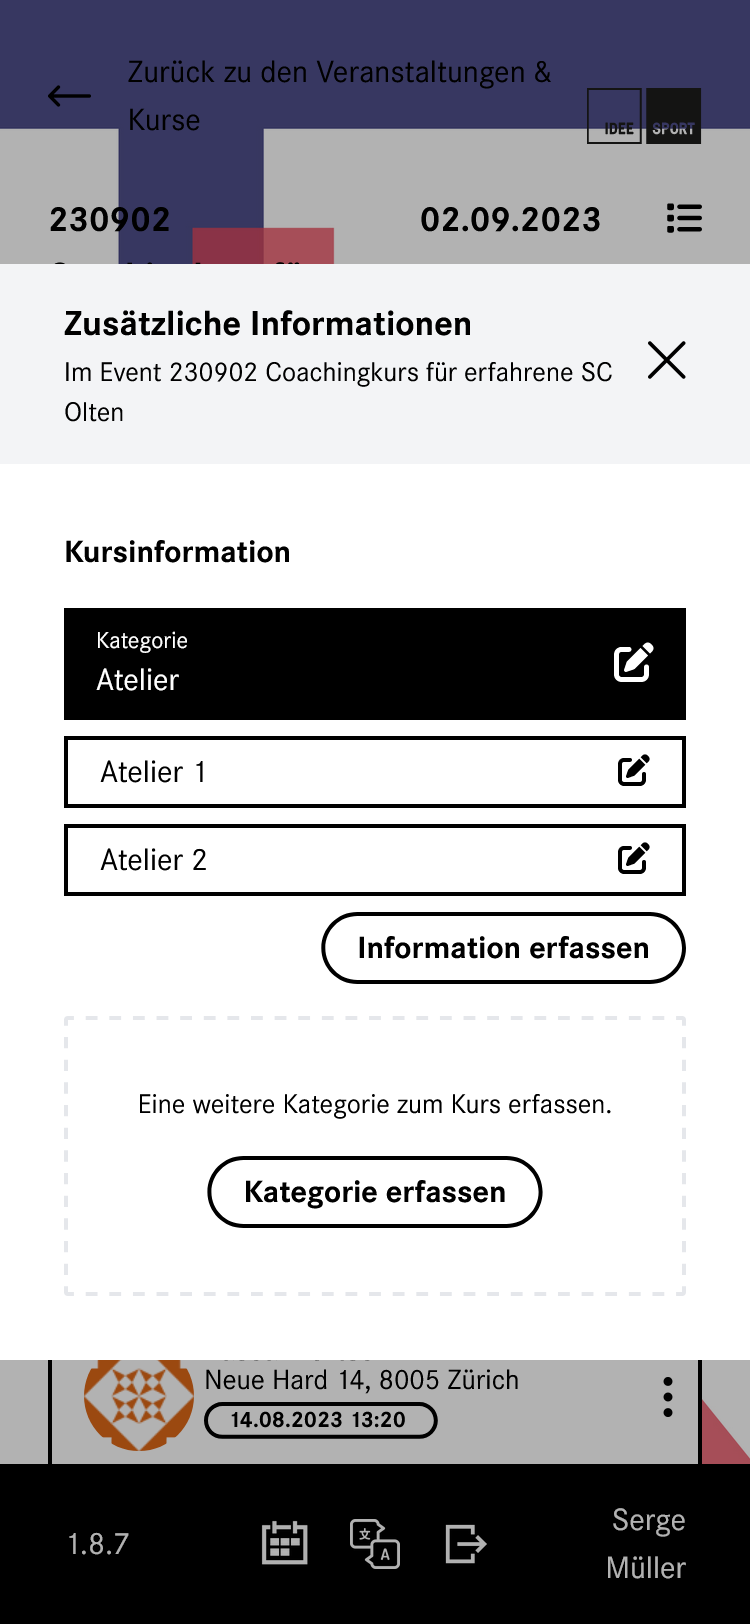 Zurück zu den Veranstaltungen &
Kurse
IDEE SPORT
230902 02.09.2023
Zusätzliche Informationen
Im Event 230902 Coachingkurs für erfahrene SC
Olten
Kursinformation
Kategorie
Atelier
Atelier 1
Atelier 2
Information erfassen
Eine weitere Kategorie zum Kurs erfassen.
Kategorie erfassen
Neue Hard 14, 8005 Zürich
14.08.2023 13:20
1.8.7
文
A
Serge
Müller